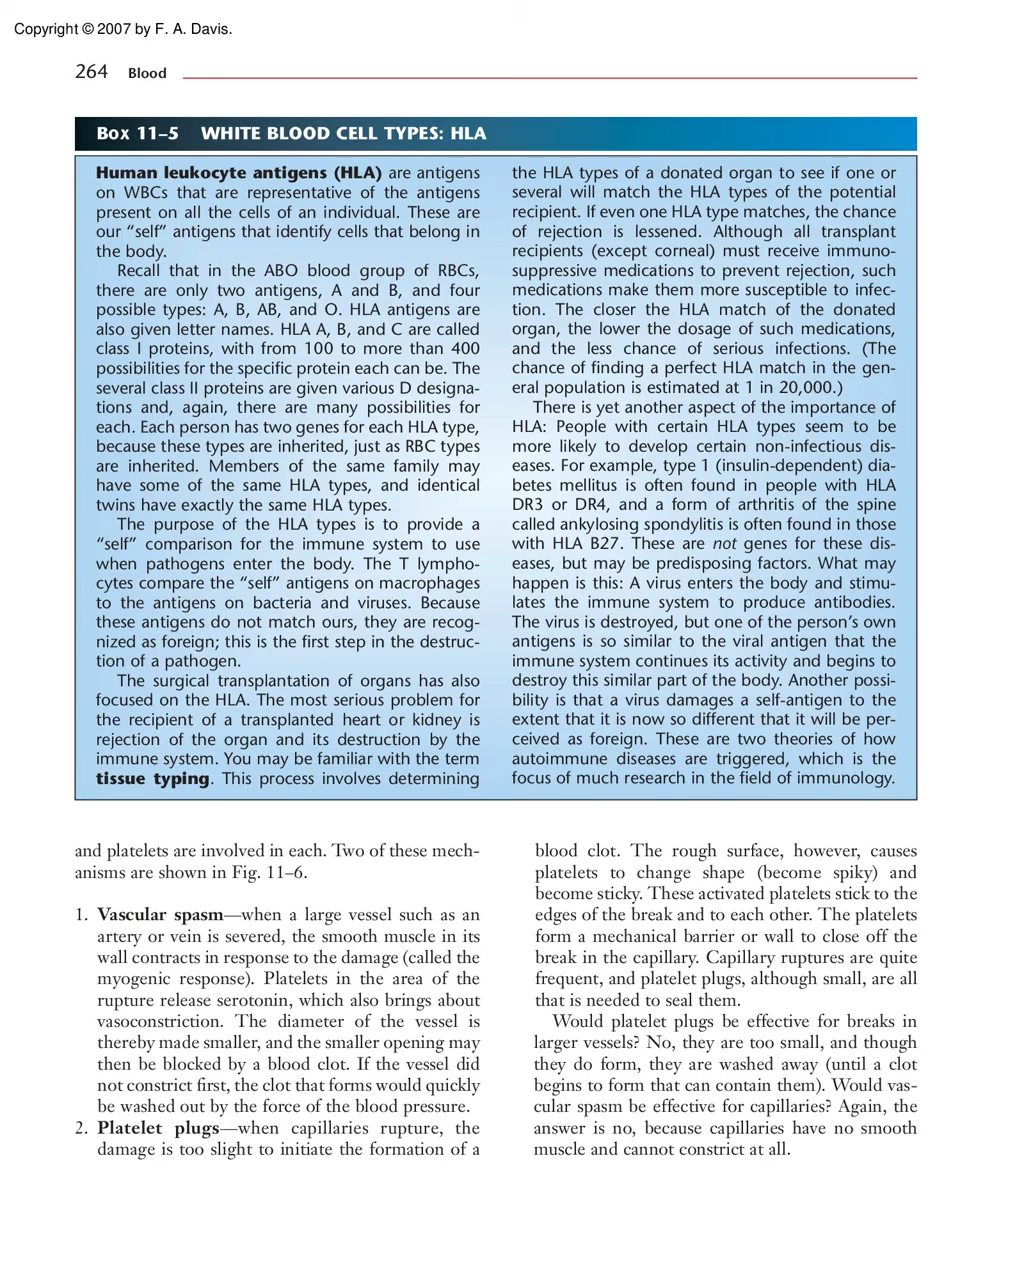 Copyright © 2007 by F. A. Davis.
264 Blood
Box 11–5 WHITE BLOOD CELL TYPES: HLA
Human leukocyte antigens (HLA) are antigens
on WBCs that are representative of the antigens
present on all the cells of an individual. These are
our “self” antigens that identify cells that belong in
the body.
Recall that in the ABO blood group of RBCs,
there are only two antigens, A and B, and four
possible types: A, B, AB, and O. HLA antigens are
also given letter names. HLA A, B, and C are called
class I proteins, with from 100 to more than 400
possibilities for the specific protein each can be. The
several class II proteins are given various D designa-
tions and, again, there are many possibilities for
each. Each person has two genes for each HLA type,
because these types are inherited, just as RBC types
are inherited. Members of the same family may
have some of the same HLA types, and identical
twins have exactly the same HLA types.
The purpose of the HLA types is to provide a
“self” comparison for the immune system to use
when pathogens enter the body. The T lympho-
cytes compare the “self” antigens on macrophages
to the antigens on bacteria and viruses. Because
these antigens do not match ours, they are recog-
nized as foreign; this is the first step in the destruc-
tion of a pathogen.
The surgical transplantation of organs has also
focused on the HLA. The most serious problem for
the recipient of a transplanted heart or kidney is
rejection of the organ and its destruction by the
immune system. You may be familiar with the term
tissue typing. This process involves determining
the HLA types of a donated organ to see if one or
several will match the HLA types of the potential
recipient. If even one HLA type matches, the chance
of rejection is lessened. Although all transplant
recipients (except corneal) must receive immuno-
suppressive medications to prevent rejection, such
medications make them more susceptible to infec-
tion. The closer the HLA match of the donated
organ, the lower the dosage of such medications,
and the less chance of serious infections. (The
chance of finding a perfect HLA match in the gen-
eral population is estimated at 1 in 20,000.)
There is yet another aspect of the importance of
HLA: People with certain HLA types seem to be
more likely to develop certain non-infectious dis-
eases. For example, type 1 (insulin-dependent) dia-
betes mellitus is often found in people with HLA
DR3 or DR4, and a form of arthritis of the spine
called ankylosing spondylitis is often found in those
with HLA B27. These are not genes for these dis-
eases, but may be predisposing factors. What may
happen is this: A virus enters the body and stimu-
lates the immune system to produce antibodies.
The virus is destroyed, but one of the person’s own
antigens is so similar to the viral antigen that the
immune system continues its activity and begins to
destroy this similar part of the body. Another possi-
bility is that a virus damages a self-antigen to the
extent that it is now so different that it will be per-
ceived as foreign. These are two theories of how
autoimmune diseases are triggered, which is the
focus of much research in the field of immunology.
and platelets are involved in each. Two of these mech-
anisms are shown in Fig. 11–6.
1. Vascular spasm—when a large vessel such as an
artery or vein is severed, the smooth muscle in its
wall contracts in response to the damage (called the
myogenic response). Platelets in the area of the
rupture release serotonin, which also brings about
vasoconstriction. The diameter of the vessel is
thereby made smaller, and the smaller opening may
then be blocked by a blood clot. If the vessel did
not constrict first, the clot that forms would quickly
be washed out by the force of the blood pressure.
2. Platelet plugs—when capillaries rupture, the
damage is too slight to initiate the formation of a
blood clot. The rough surface, however, causes
platelets to change shape (become spiky) and
become sticky. These activated platelets stick to the
edges of the break and to each other. The platelets
form a mechanical barrier or wall to close off the
break in the capillary. Capillary ruptures are quite
frequent, and platelet plugs, although small, are all
that is needed to seal them.
Would platelet plugs be effective for breaks in
larger vessels? No, they are too small, and though
they do form, they are washed away (until a clot
begins to form that can contain them). Would vas-
cular spasm be effective for capillaries? Again, the
answer is no, because capillaries have no smooth
muscle and cannot constrict at all.